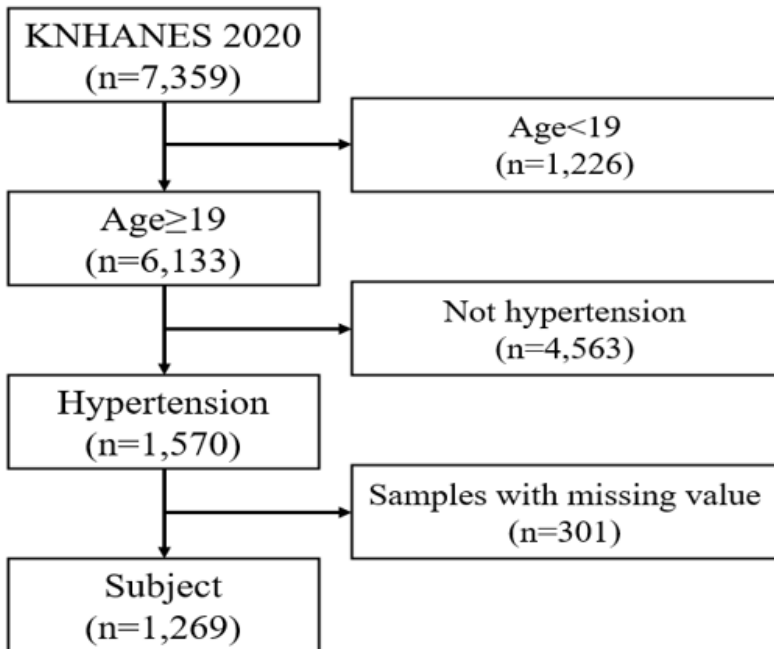 KNHANES 2020
(n=7,359)
Age<19
(n=1,226)
Age≥19
(n=6,133)
Not hypertension
(n=4,563)
Hypertension
(n=1,570)
Samples with missing value
(n=301)
Subject
(n=1,269)